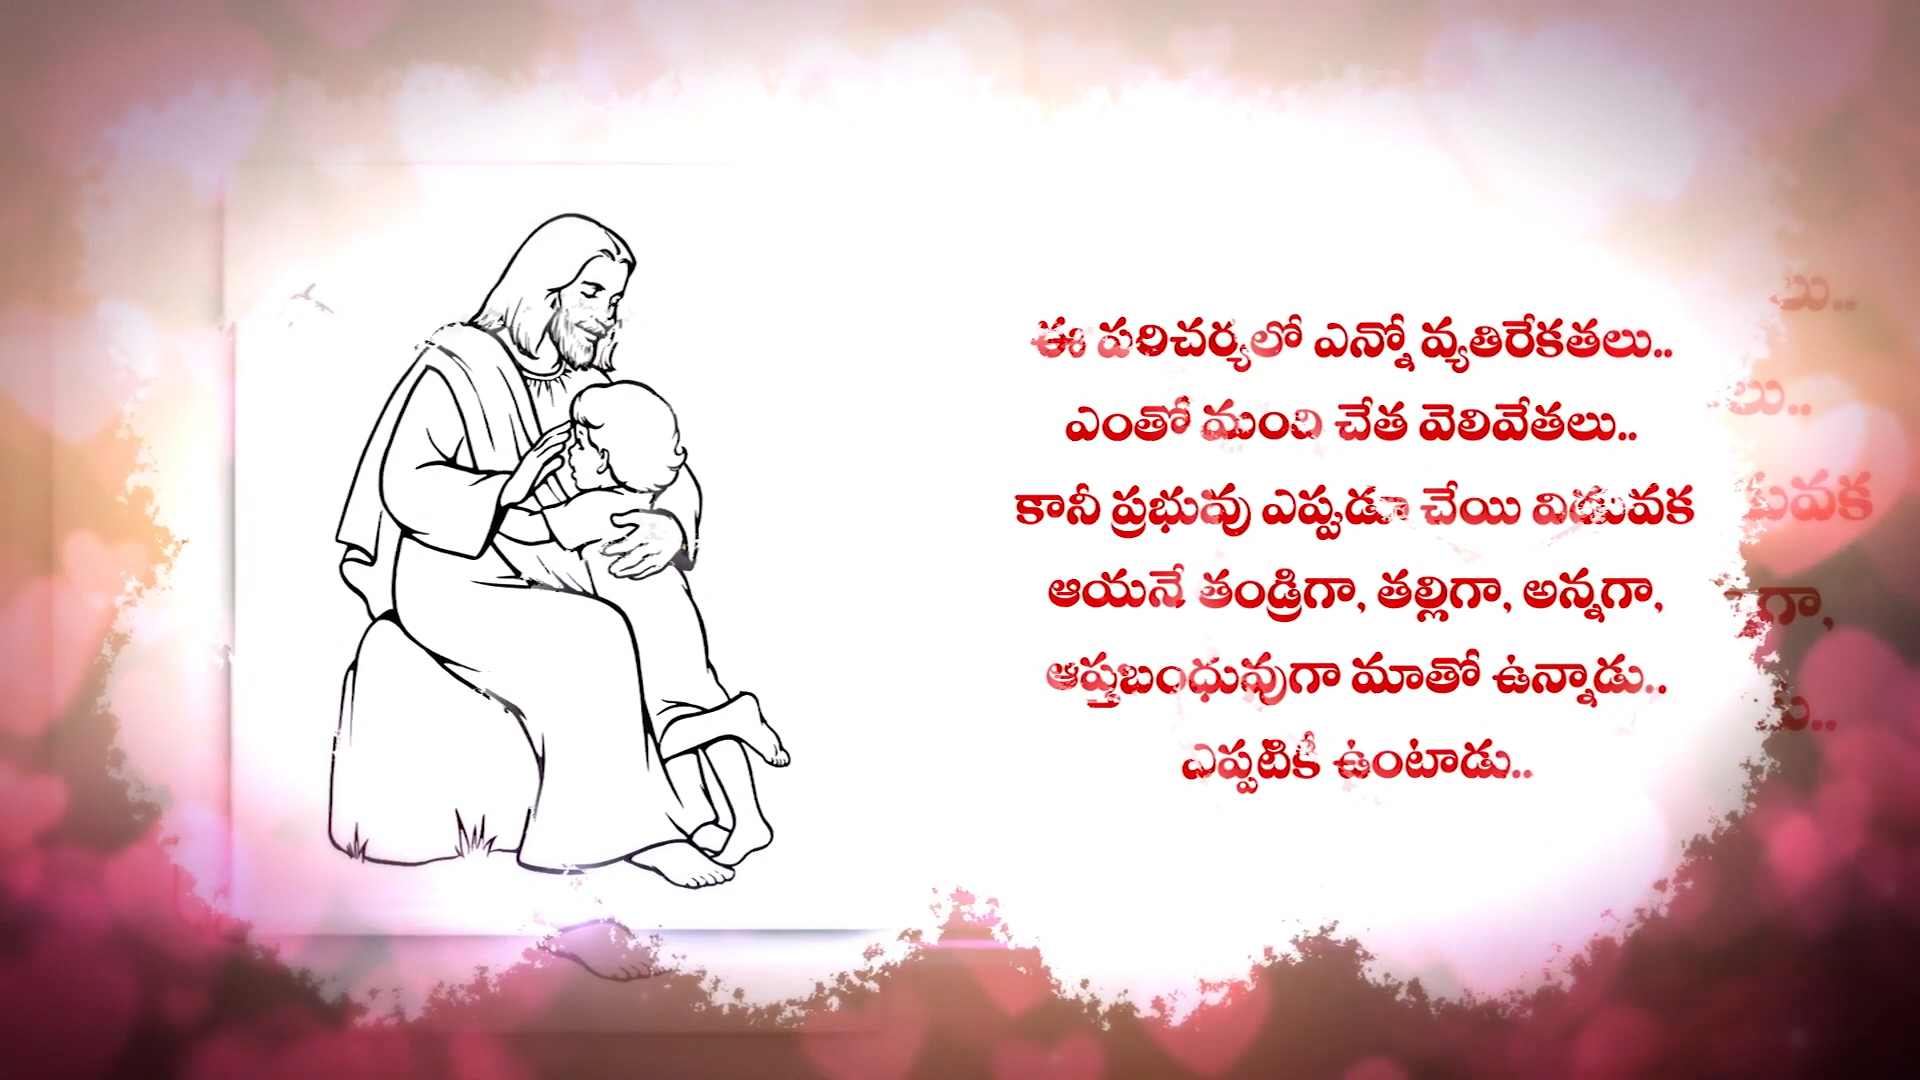 ఈ పరిచర్యలో ఎన్నో వ్యతిరేకతలు..
ఎంతో మంది చేత వెలివేతలు..
కానీ ప్రభువు ఎప్పుడూ చేయి విడువక
ఆయనే తండ్రిగా, తల్లిగా, అన్నగా,
ఆప్తబంధువుగా మాతో ఉన్నాడు..
ఎప్పటికీ ఉంటాడు..